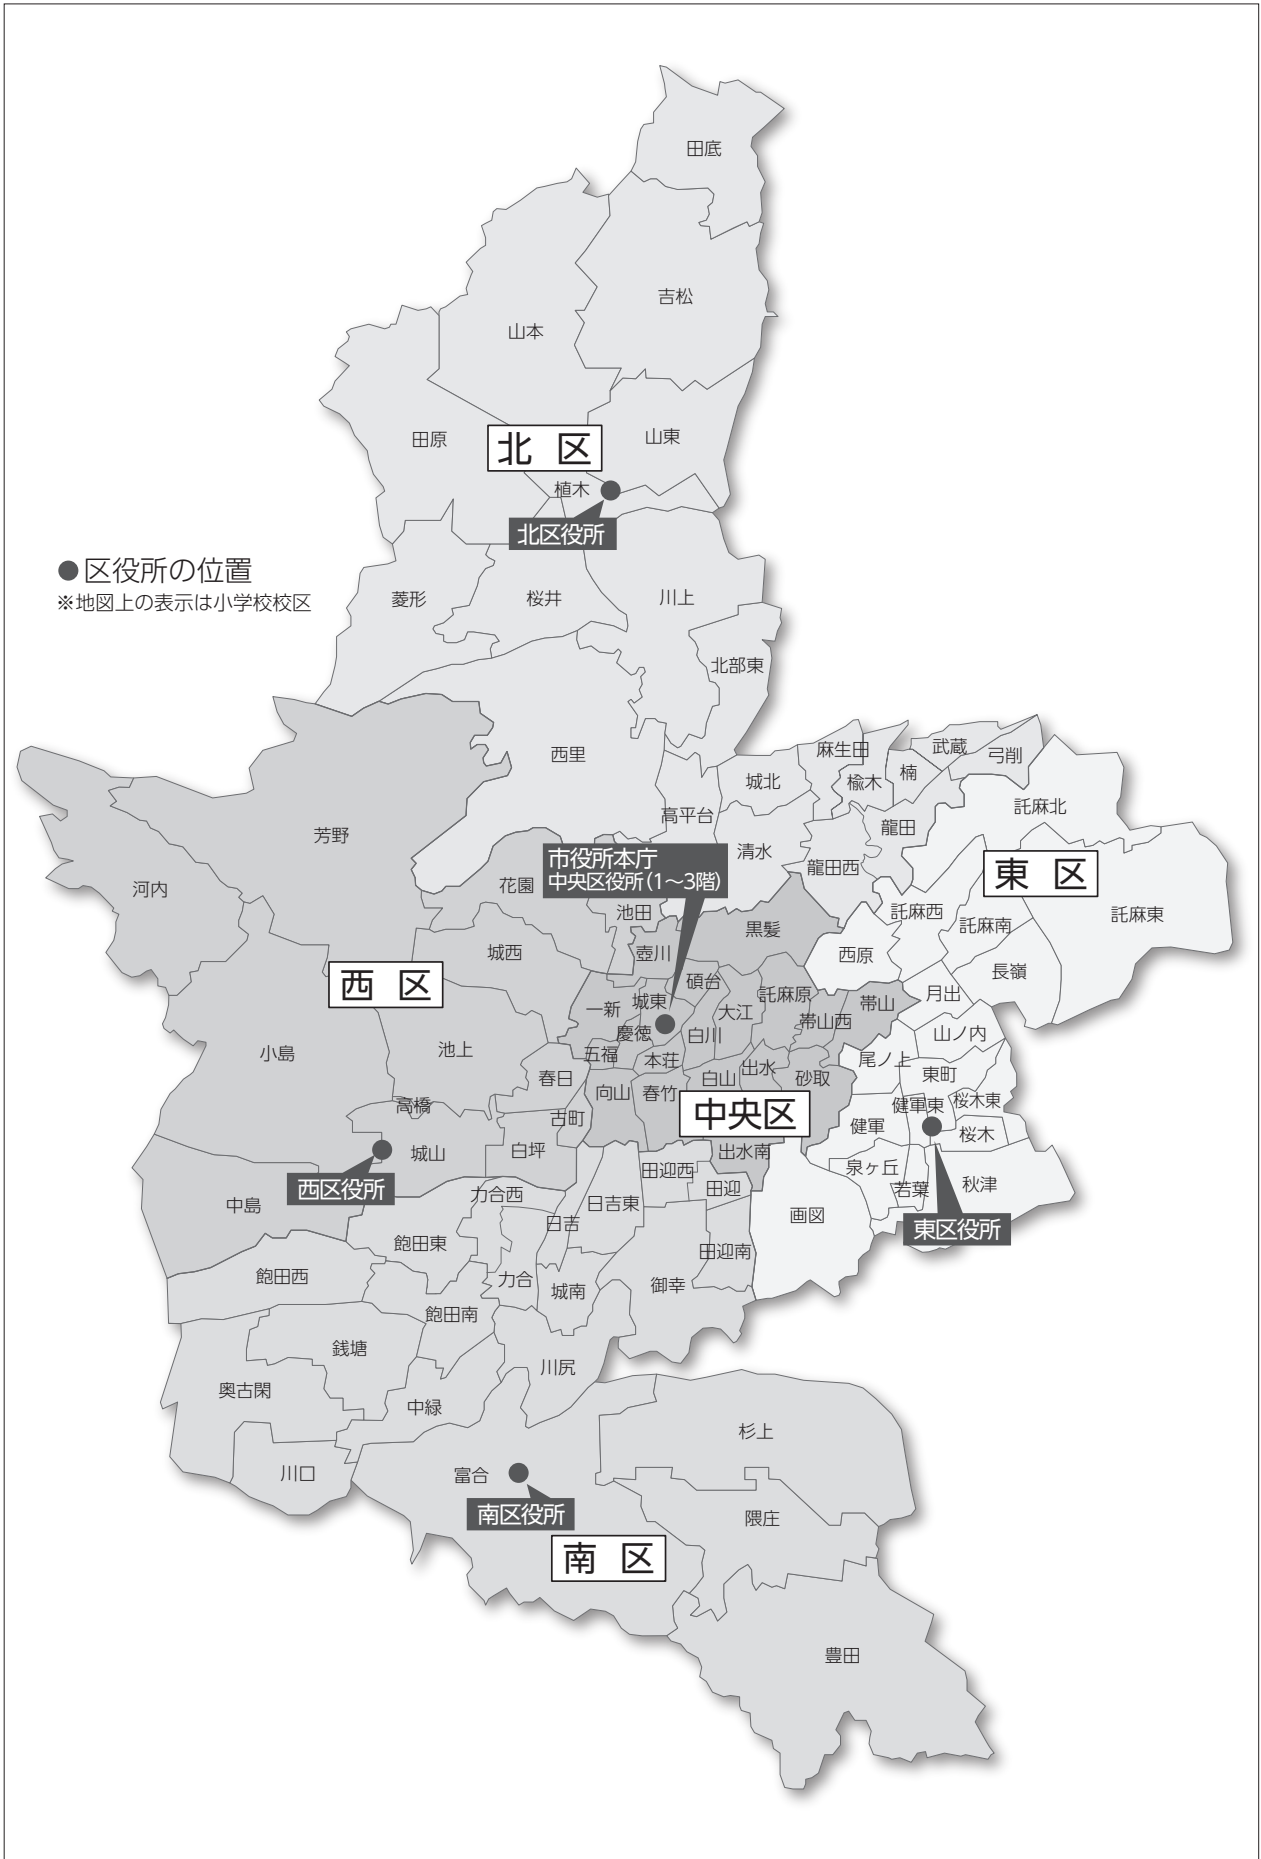 田底
吉松
山本
田原
北 区
山東
植木
北区役所
●区役所の位置
※地図上の表示は小学校校区
菱形
桜井
川上
北部東
西里
高平台
城北
麻生田
楡木
楠
武蔵
弓削
龍田
清水
龍田西
託麻北
東 区
託麻西
託麻南
託麻東
長嶺
西原
月出
山ノ内
尾ノ上
東町
健軍東
桜木東
健軍
桜木
泉ヶ丘
若葉
秋津
東区役所
画図
芳野
河内
花園
市役所本庁
中央区役所(1〜3階)
池田
城西
西 区
小島
池上
春日
高橋
古町
城山
白坪
西区役所
中島
壺川
黒髪
碩台
託麻原
一新
城東
大江
帯山西
帯山
慶徳
白川
五福
本荘
出水
白山
砂取
向山
春竹
中央区
出水南
田迎西
田迎
力合西
日吉東
日吉
飽田東
田迎南
飽田西
力合
城南
御幸
飽田南
銭塘
川尻
奥古閑
中緑
川口
杉上
富合
南区役所
隈庄
南 区
豊田